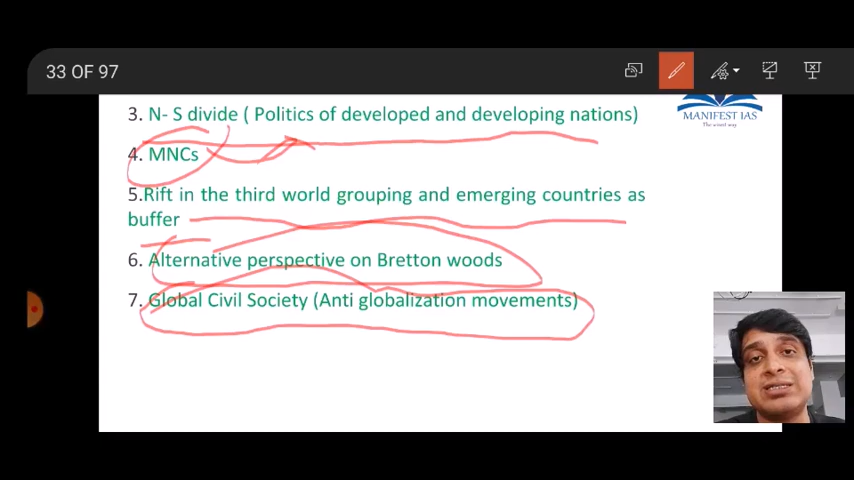 33 OF 97
MANIFEST IAS
3. N- S divide ( Politics of developed and developing nations)
4. MNCs
5.Rift in the third world grouping and emerging countries as
buffer
6. Alternative perspective on Bretton woods
7. Global Civil Society (Anti globalization movements)